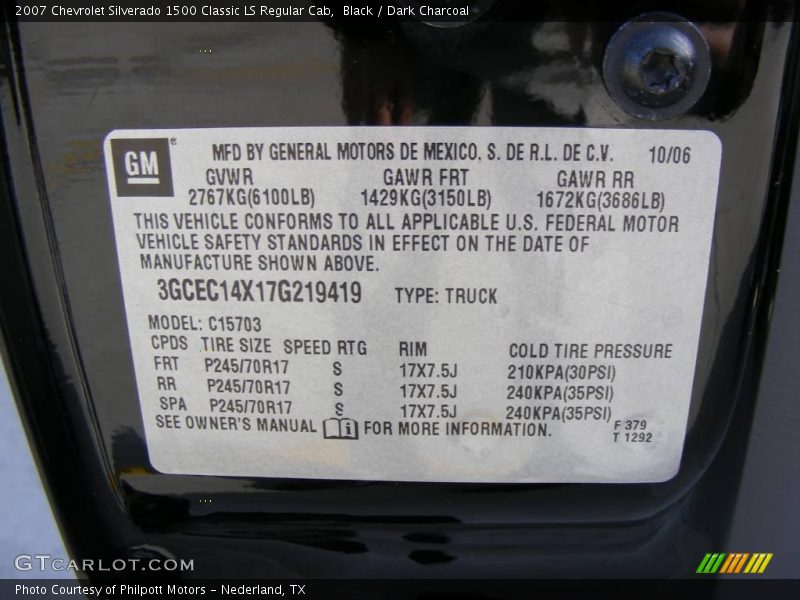 2007 Chevrolet Silverado 1500 Classic LS Regular Cab, Black / Dark Charcoal
GM® MFD BY GENERAL MOTORS DE MEXICO, S. DE R.L. DE C.V. 10/06
GVWR GAWR FRT GAWR RR
2767KG(6100LB) 1429KG(3150LB) 1672KG(3686LB)
THIS VEHICLE CONFORMS TO ALL APPLICABLE U.S. FEDERAL MOTOR
VEHICLE SAFETY STANDARDS IN EFFECT ON THE DATE OF
MANUFACTURE SHOWN ABOVE.
3GCEC14X17G219419 TYPE: TRUCK
MODEL: C15703
CPDS TIRE SIZE SPEED RTG RIM COLD TIRE PRESSURE
FRT P245/70R17 S 17X7.5J 210KPA(30PSI)
RR P245/70R17 S 17X7.5J 240KPA(35PSI)
SPA P245/70R17 S 17X7.5J 240KPA(35PSI)
SEE OWNER'S MANUAL i FOR MORE INFORMATION.
F 379
T 1292
GTCARLOT.COM
Photo Courtesy of Philpott Motors - Nederland, TX